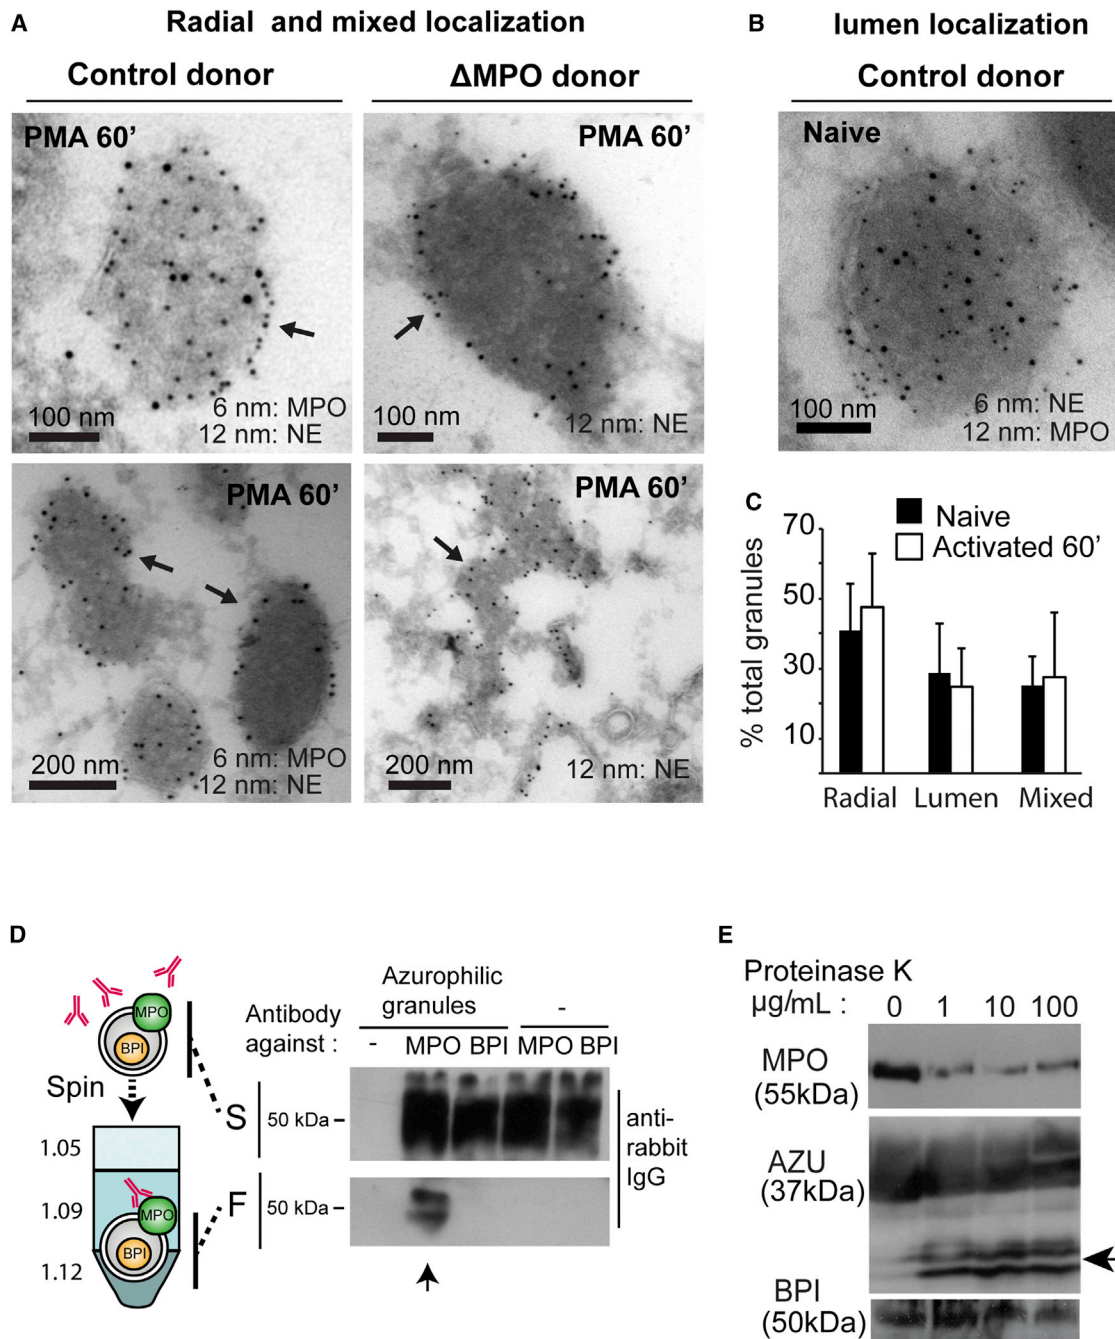 A
Radial and mixed localization
Control donor
ΔMPO donor
PMA 60’
100 nm
6 nm: MPO
12 nm: NE
PMA 60’
100 nm
12 nm: NE
PMA 60’
200 nm
6 nm: MPO
12 nm: NE
PMA 60’
200 nm
12 nm: NE
B
lumen localization
Control donor
Naive
100 nm
6 nm: NE
12 nm: MPO
C
Naive
Activated 60’
% total granules
70
50
30
10
Radial Lumen Mixed
D
MPO
BPI
Spin
1.05
1.09
1.12
MPO
BPI
S
F
Azurophilic
granules
-
Antibody
against :
- MPO BPI MPO BPI
50 kDa
50 kDa
anti-
rabbit
IgG
E
Proteinase K
µg/mL : 0 1 10 100
MPO
(55kDa)
AZU
(37kDa)
BPI
(50kDa)